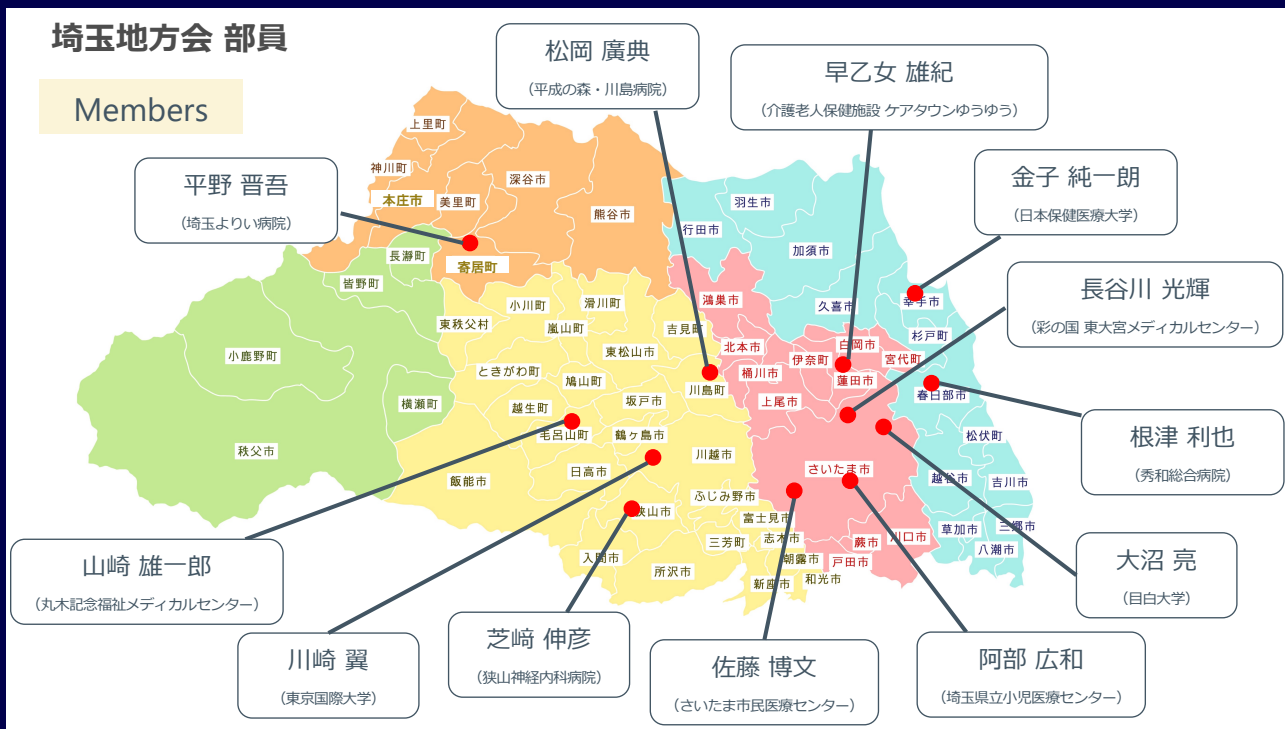 埼玉地方会 部員
Members
松岡 廣典
（平成の森・川島病院）
早乙女 雄紀
（介護老人保健施設 ケアタウンゆうゆう）
平野 晋吾
（埼玉よりい病院）
金子 純一朗
（日本保健医療大学）
長谷川 光輝
（彩の国 東大宮メディカルセンター）
根津 利也
（秀和総合病院）
大沼 亮
（目白大学）
山崎 雄一郎
（丸木記念福祉メディカルセンター）
川崎 翼
（東京国際大学）
芝﨑 伸彦
（狭山神経内科病院）
佐藤 博文
（さいたま市民医療センター）
阿部 広和
（埼玉県立小児医療センター）
上里町
神川町
本庄市
美里町
深谷市
熊谷市
寄居町
長瀞町
皆野町
小鹿野町
横瀬町
秩父市
東秩父村
小川町
滑川町
嵐山町
吉見町
ときがわ町
東松山市
鳩山町
川島町
越生町
坂戸市
毛呂山町
鶴ヶ島市
日高市
川越市
飯能市
狭山市
ふじみ野市
富士見市
入間市
三芳町
志木市
所沢市
朝霞市
新座市
和光市
行田市
羽生市
加須市
久喜市
幸手市
杉戸町
鴻巣市
北本市
桶川市
伊奈町
白岡市
宮代町
蓮田市
上尾市
春日部市
さいたま市
松伏町
越谷市
吉川市
草加市
三郷市
八潮市
川口市
蕨市
戸田市